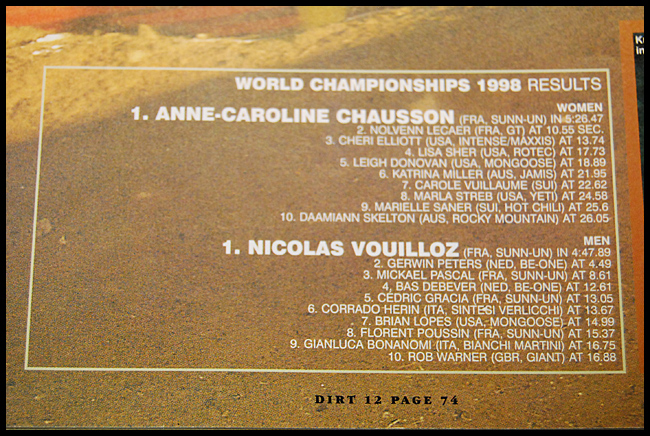 WORLD CHAMPIONSHIPS 1998 RESULTS
WOMEN
1. ANNE-CAROLINE CHAUSSON (FRA, SUNN-UN) IN 5:26.47
2. NOLVENN LECAER (FRA, GT) AT 10.55 SEC,
3. CHERI ELLIOTT (USA, INTENSE/MAXXIS) AT 13.74
4. LISA SHER (USA, ROTEC) AT 17.73
5. LEIGH DONOVAN (USA, MONGOOSE) AT 18.89
6. KATRINA MILLER (AUS, JAMIS) AT 21.95
7. CAROLE VUILLAUME (SUI) AT 22.62
8. MARLA STREB (USA, YETI) AT 24.58
9. MARIELLE SANER (SUI, HOT CHILI) AT 25.6
10. DAAMIANN SKELTON (AUS, ROCKY MOUNTAIN) AT 26.05
MEN
1. NICOLAS VOUILLOZ (FRA, SUNN-UN) IN 4:47.89
2. GERWIN PETERS (NED, BE-ONE) AT 4.49
3. MICKAEL PASCAL (FRA, SUNN-UN) AT 8.61
4, BAS DEBEVER (NED, BE-ONE) AT 12.61
5. CEDRIC GRACIA (FRA, SUNN-UN) AT 13.05
6. CORRADO HERIN (ITA, SINTESI VERLICCHI) AT 13.67
7. BRIAN LOPES (USA, MONGOOSE) AT 14.99
8. FLORENT POUSSIN (FRA, SUNN-UN) AT 15.37
9. GIANLUCA BONANOMI (ITA, BIANCHI MARTINI) AT 16.75
10. ROB WARNER (GBR, GIANT) AT 16.88
DIRT 12 PAGE 74